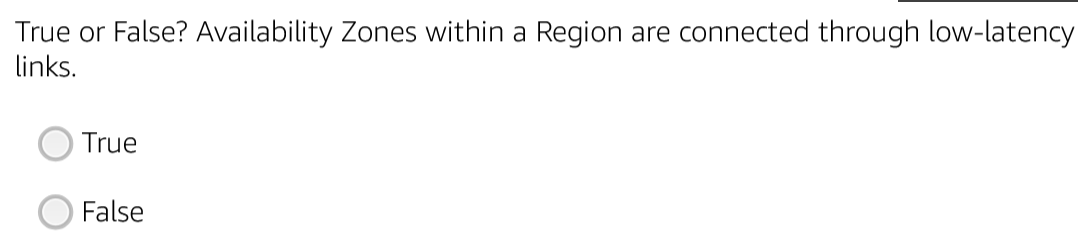 True or False? Availability Zones within a Region are connected through low-latency
links.
True
False